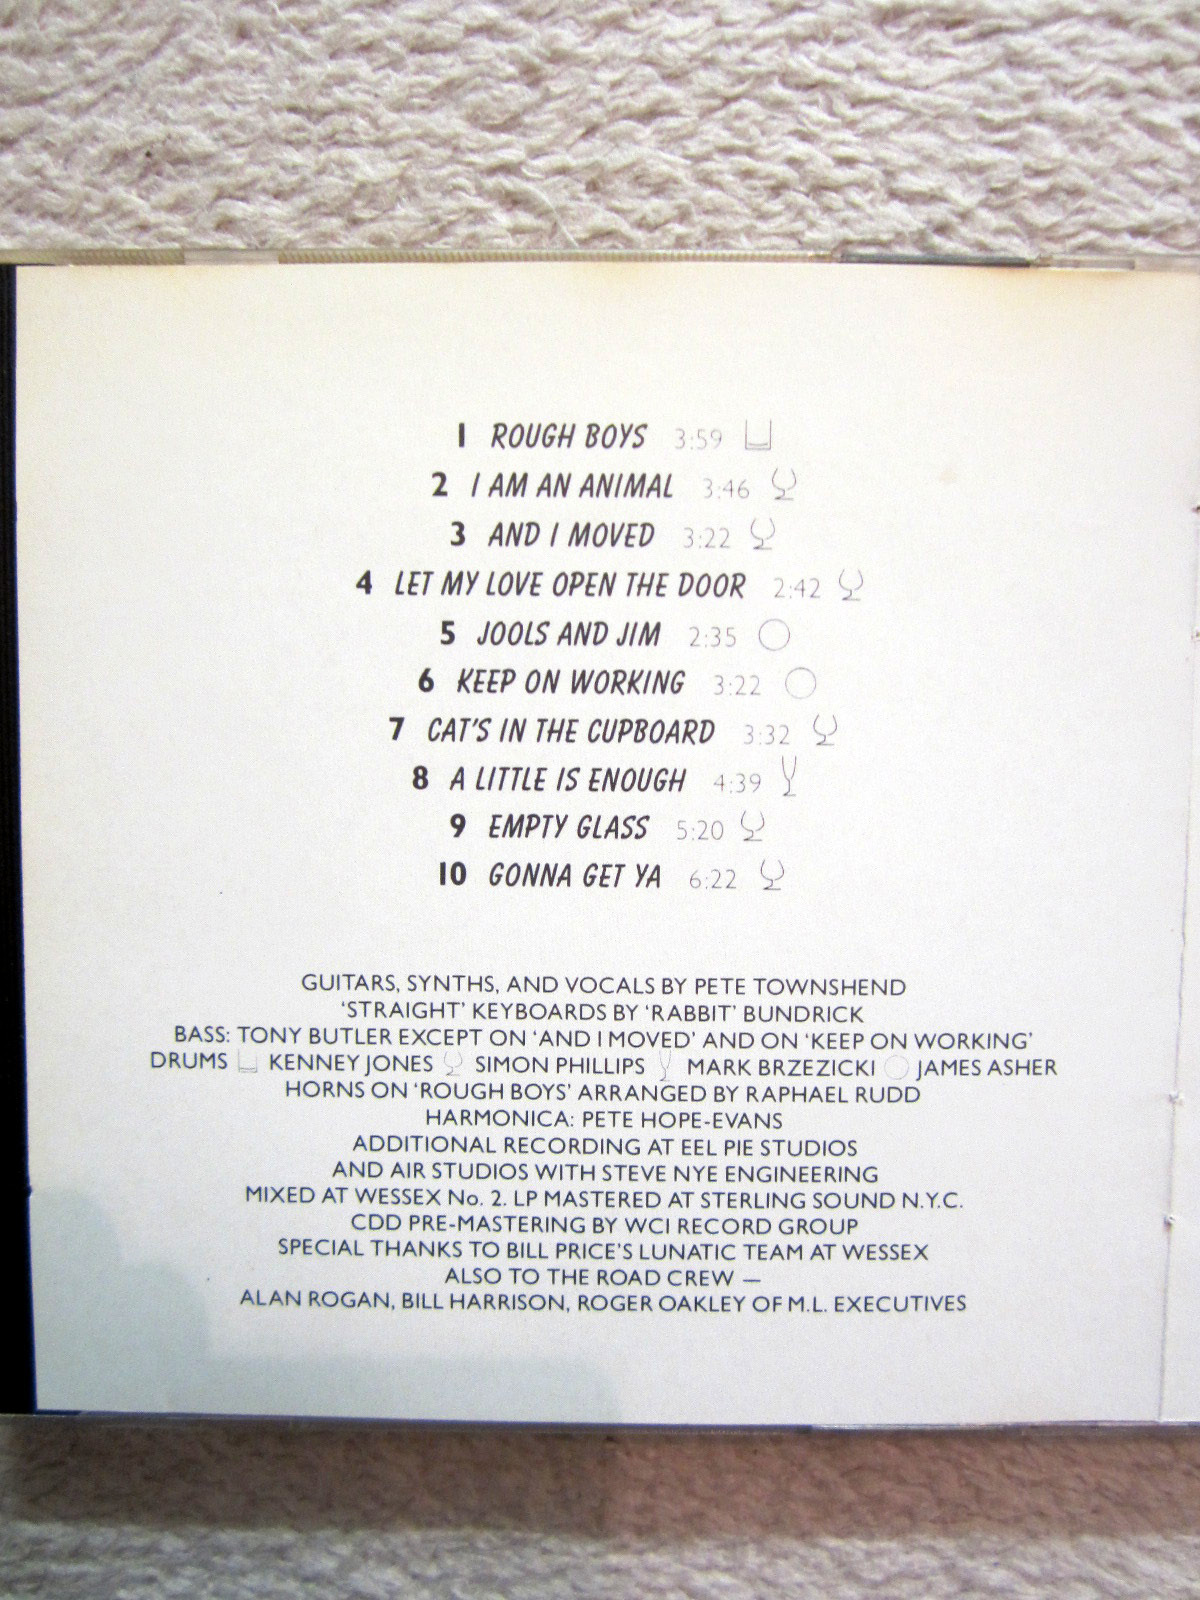 1 ROUGH BOYS 3:59
2 I AM AN ANIMAL 3:46
3 AND I MOVED 3:22
4 LET MY LOVE OPEN THE DOOR 2:42
5 JOOLS AND JIM 2:35
6 KEEP ON WORKING 3:22
7 CAT'S IN THE CUPBOARD 3:32
8 A LITTLE IS ENOUGH 4:39
9 EMPTY GLASS 5:20
10 GONNA GET YA 6:22
GUITARS, SYNTHS, AND VOCALS BY PETE TOWNSHEND
'STRAIGHT' KEYBOARDS BY 'RABBIT' BUNDRICK
BASS: TONY BUTLER EXCEPT ON 'AND I MOVED' AND ON 'KEEP ON WORKING'
DRUMS KENNEY JONES SIMON PHILLIPS MARK BRZEZICKI JAMES ASHER
HORNS ON 'ROUGH BOYS' ARRANGED BY RAPHAEL RUDD
HARMONICA: PETE HOPE-EVANS
ADDITIONAL RECORDING AT EEL PIE STUDIOS
AND AIR STUDIOS WITH STEVE NYE ENGINEERING
MIXED AT WESSEX No. 2. LP MASTERED AT STERLING SOUND N.Y.C.
CDD PRE-MASTERING BY WCI RECORD GROUP
SPECIAL THANKS TO BILL PRICE'S LUNATIC TEAM AT WESSEX
ALSO TO THE ROAD CREW —
ALAN ROGAN, BILL HARRISON, ROGER OAKLEY OF M.L. EXECUTIVES